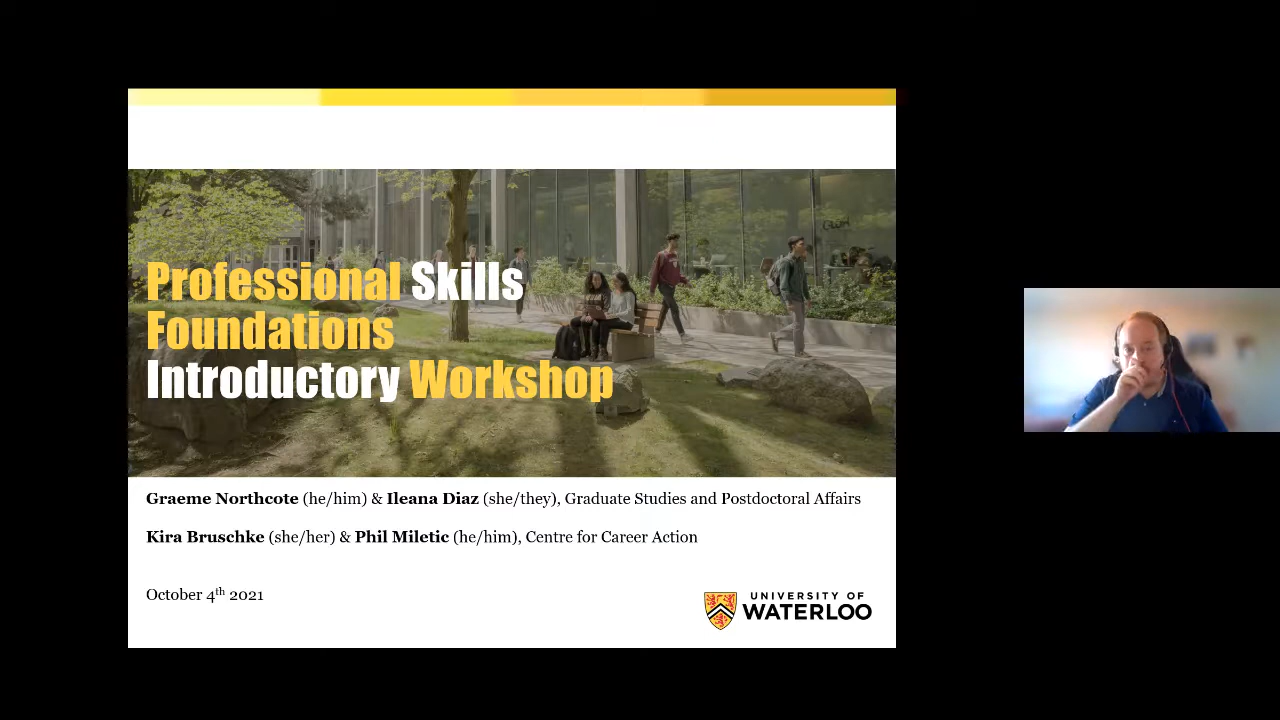 Professional Skills
Foundations
Introductory Workshop
Graeme Northcote (he/him) & Ileana Diaz (she/they), Graduate Studies and Postdoctoral Affairs
Kira Bruschke (she/her) & Phil Miletic (he/him), Centre for Career Action
October 4th 2021
UNIVERSITY OF
WATERLOO